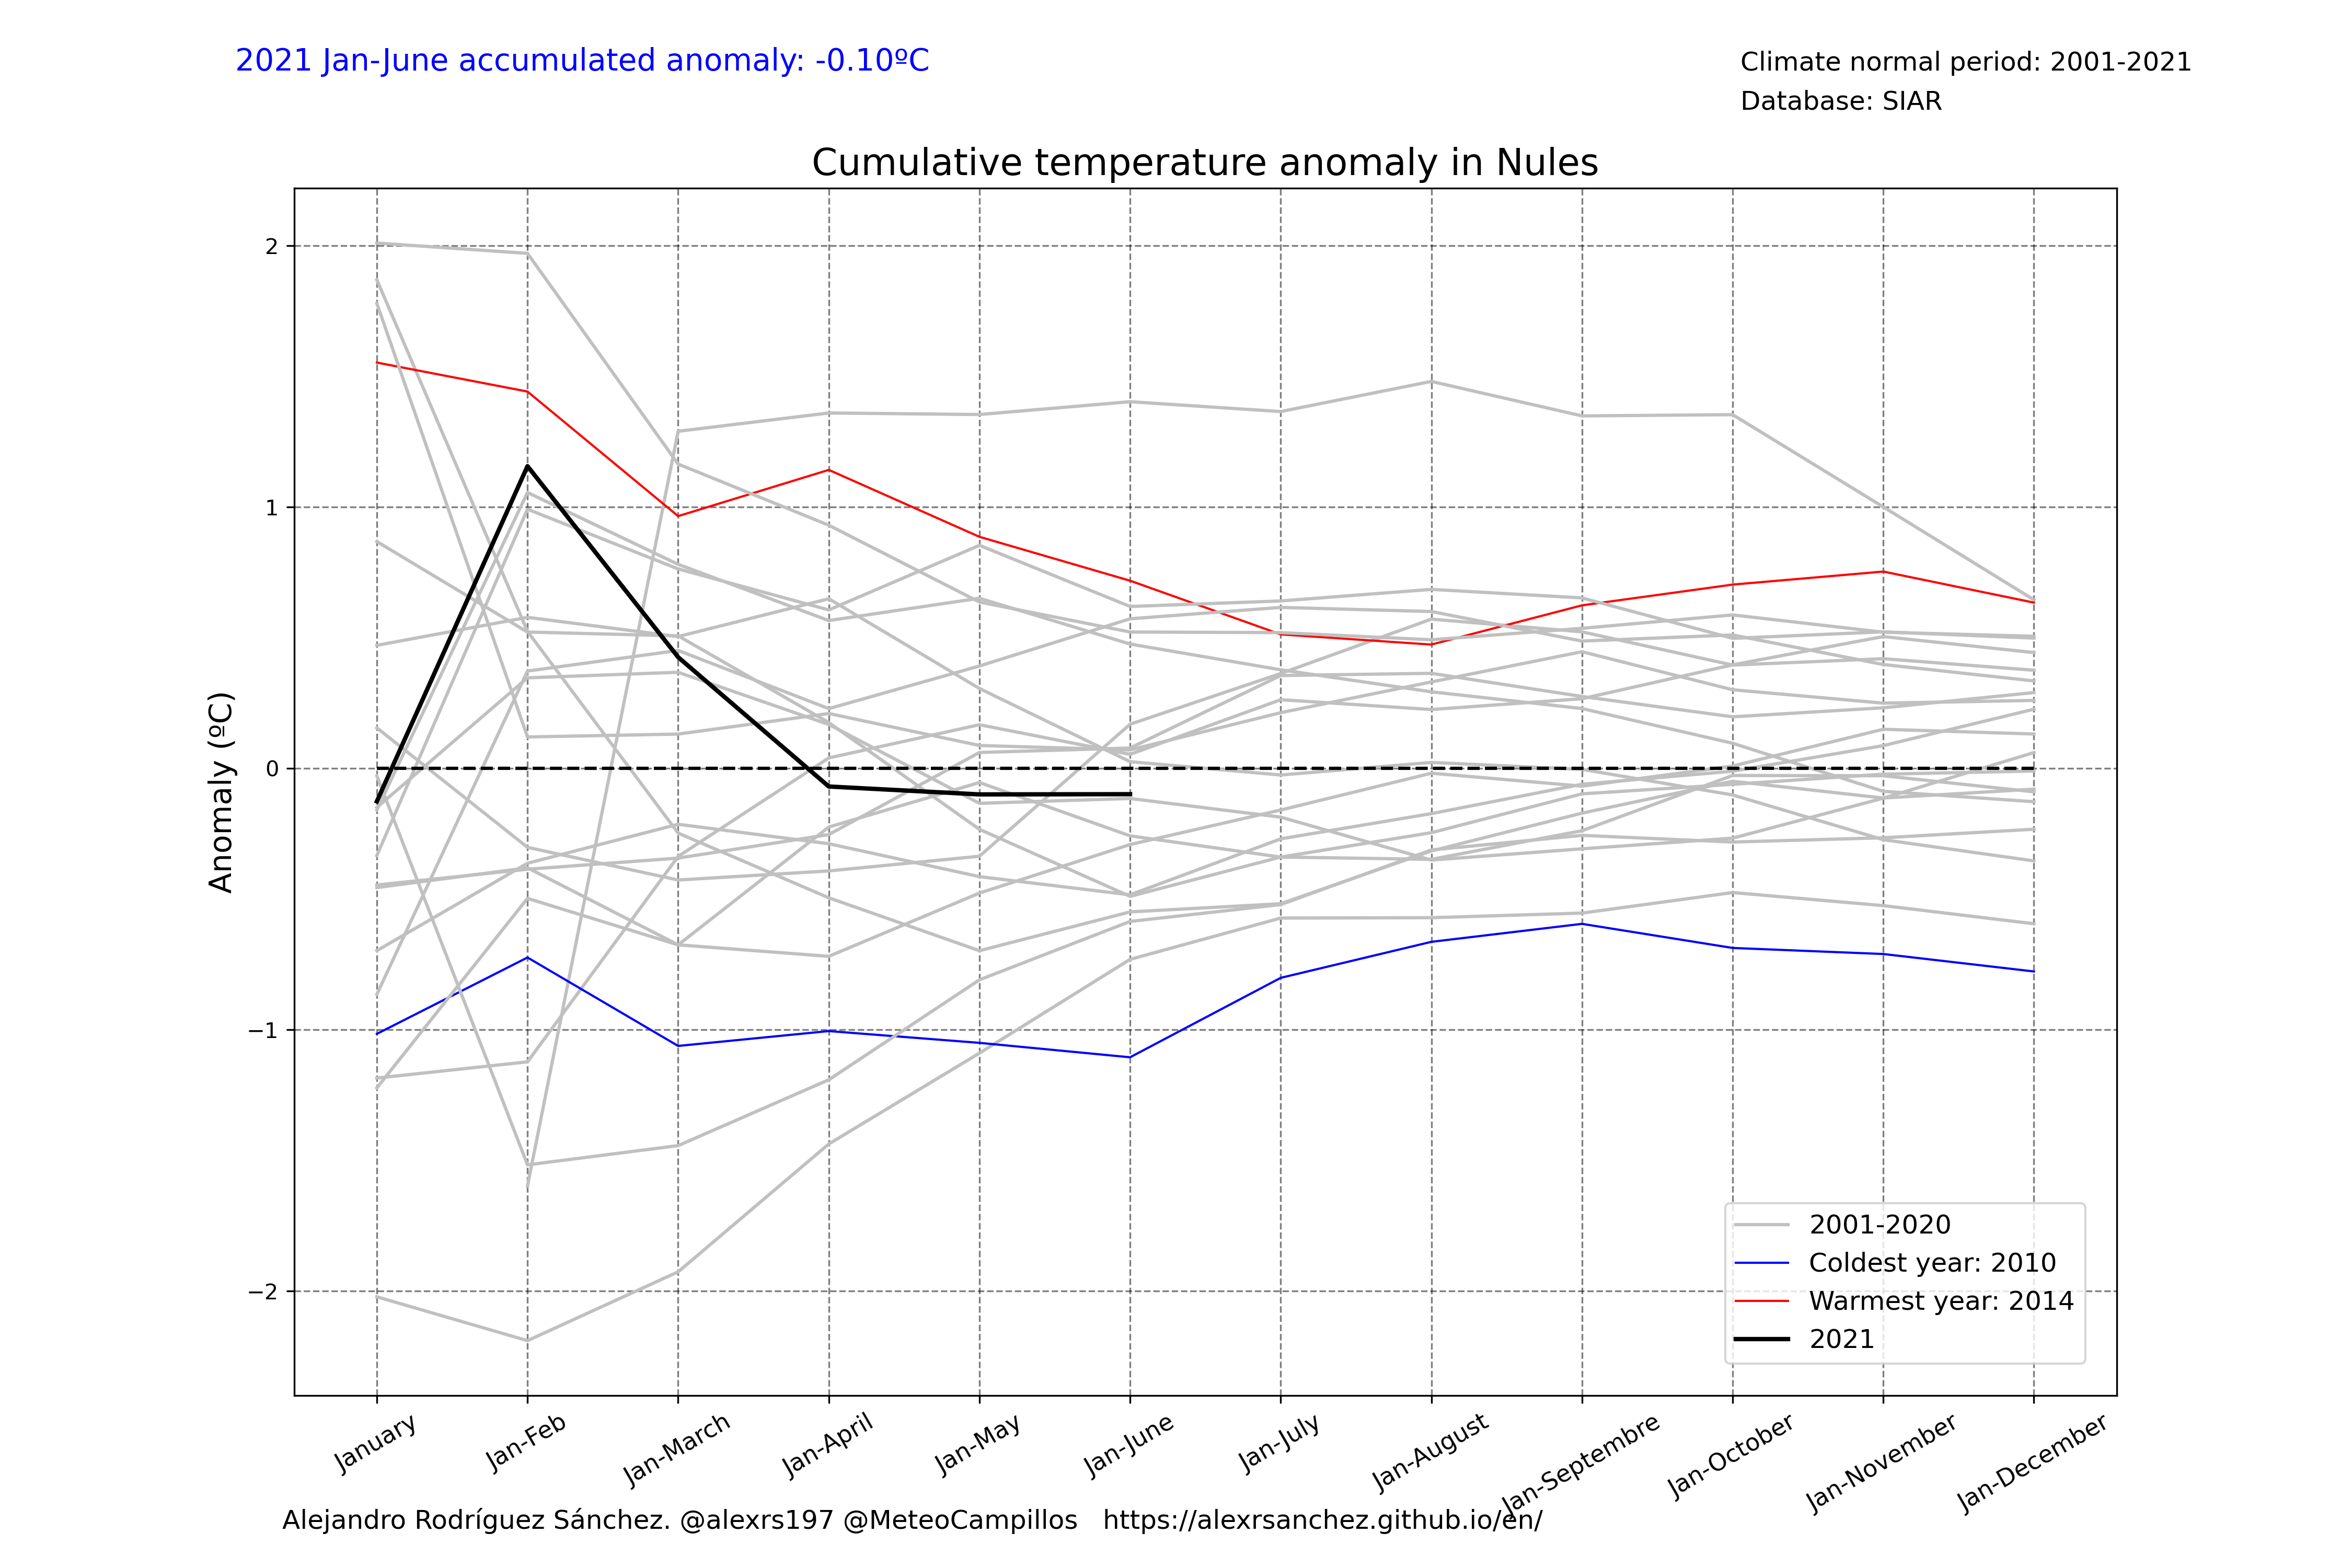 2021 Jan-June accumulated anomaly: -0.10ºC
Climate normal period: 2001-2021
Database: SIAR
Cumulative temperature anomaly in Nules
Anomaly (ºC)
2
1
0
−1
−2
2001-2020
Coldest year: 2010
Warmest year: 2014
2021
January
Jan-Feb
Jan-March
Jan-April
Jan-May
Jan-June
Jan-July
Jan-August
Jan-Septembre
Jan-October
Jan-November
Jan-December
Alejandro Rodríguez Sánchez. @alexrs197 @MeteoCampillos https://alexrsanchez.github.io/en/